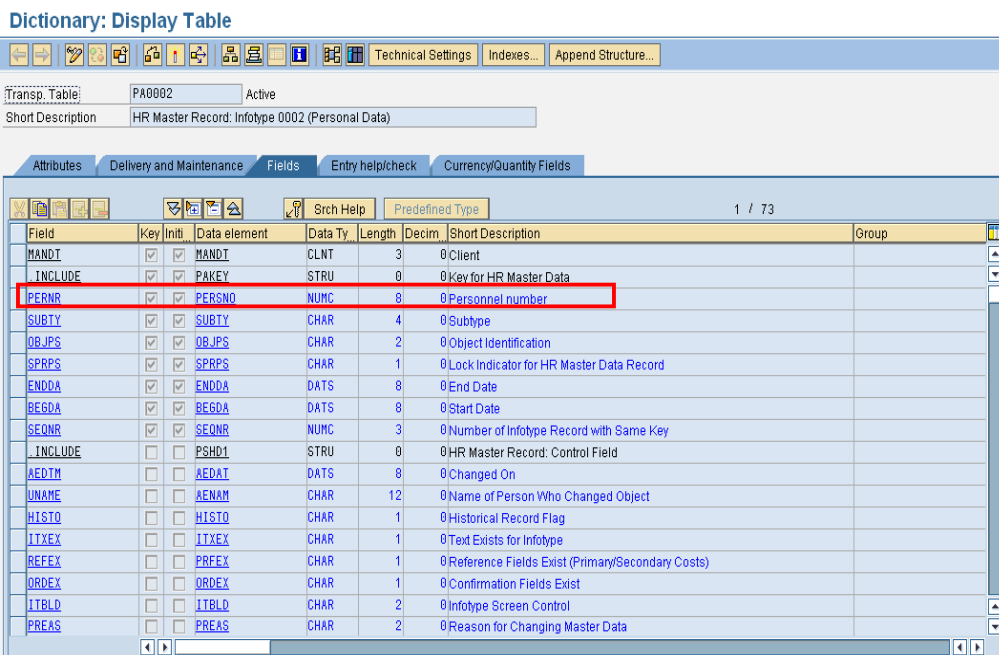 Dictionary: Display Table
Technical Settings Indexes... Append Structure...
Transp. Table PA0002 Active
Short Description HR Master Record: Infotype 0002 (Personal Data)
Attributes Delivery and Maintenance Fields Entry help/check Currency/Quantity Fields
Srch Help Predefined Type 1 / 73
Field Key Initi Data element Data Ty Length Decim Short Description Group
MANDT MANDT CLNT 3 0 Client
.INCLUDE PAKEY STRU 0 0 Key for HR Master Data
PERNR PERSNO NUMC 8 0 Personnel number
SUBTY SUBTY CHAR 4 0 Subtype
OBJPS OBJPS CHAR 2 0 Object Identification
SPRPS SPRPS CHAR 1 0 Lock Indicator for HR Master Data Record
ENDDA ENDDA DATS 8 0 End Date
BEGDA BEGDA DATS 8 0 Start Date
SEQNR SEQNR NUMC 3 0 Number of Infotype Record with Same Key
.INCLUDE PSHD1 STRU 0 0 HR Master Record: Control Field
AEDTM AEDAT DATS 8 0 Changed On
UNAME AENAM CHAR 12 0 Name of Person Who Changed Object
HISTO HISTO CHAR 1 0 Historical Record Flag
ITXEX ITXEX CHAR 1 0 Text Exists for Infotype
REFEX PRFEX CHAR 1 0 Reference Fields Exist (Primary/Secondary Costs)
ORDEX ORDEX CHAR 1 0 Confirmation Fields Exist
ITBLD ITBLD CHAR 2 0 Infotype Screen Control
PREAS PREAS CHAR 2 0 Reason for Changing Master Data